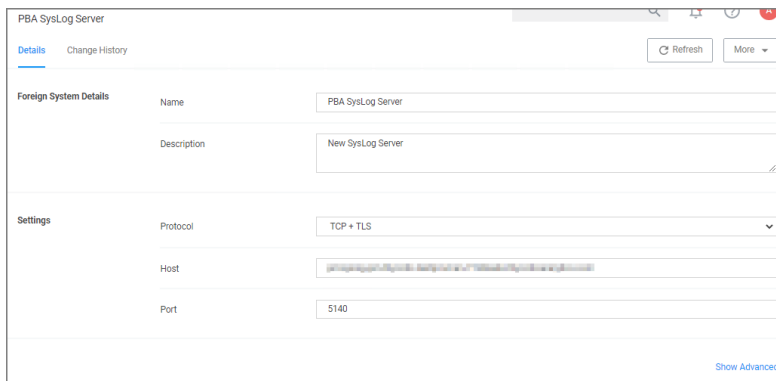 PBA SysLog Server
A
Details Change History
Refresh More
Foreign System Details
Name PBA SysLog Server
Description New SysLog Server
Settings
Protocol TCP + TLS
Host
Port 5140
Show Advanced